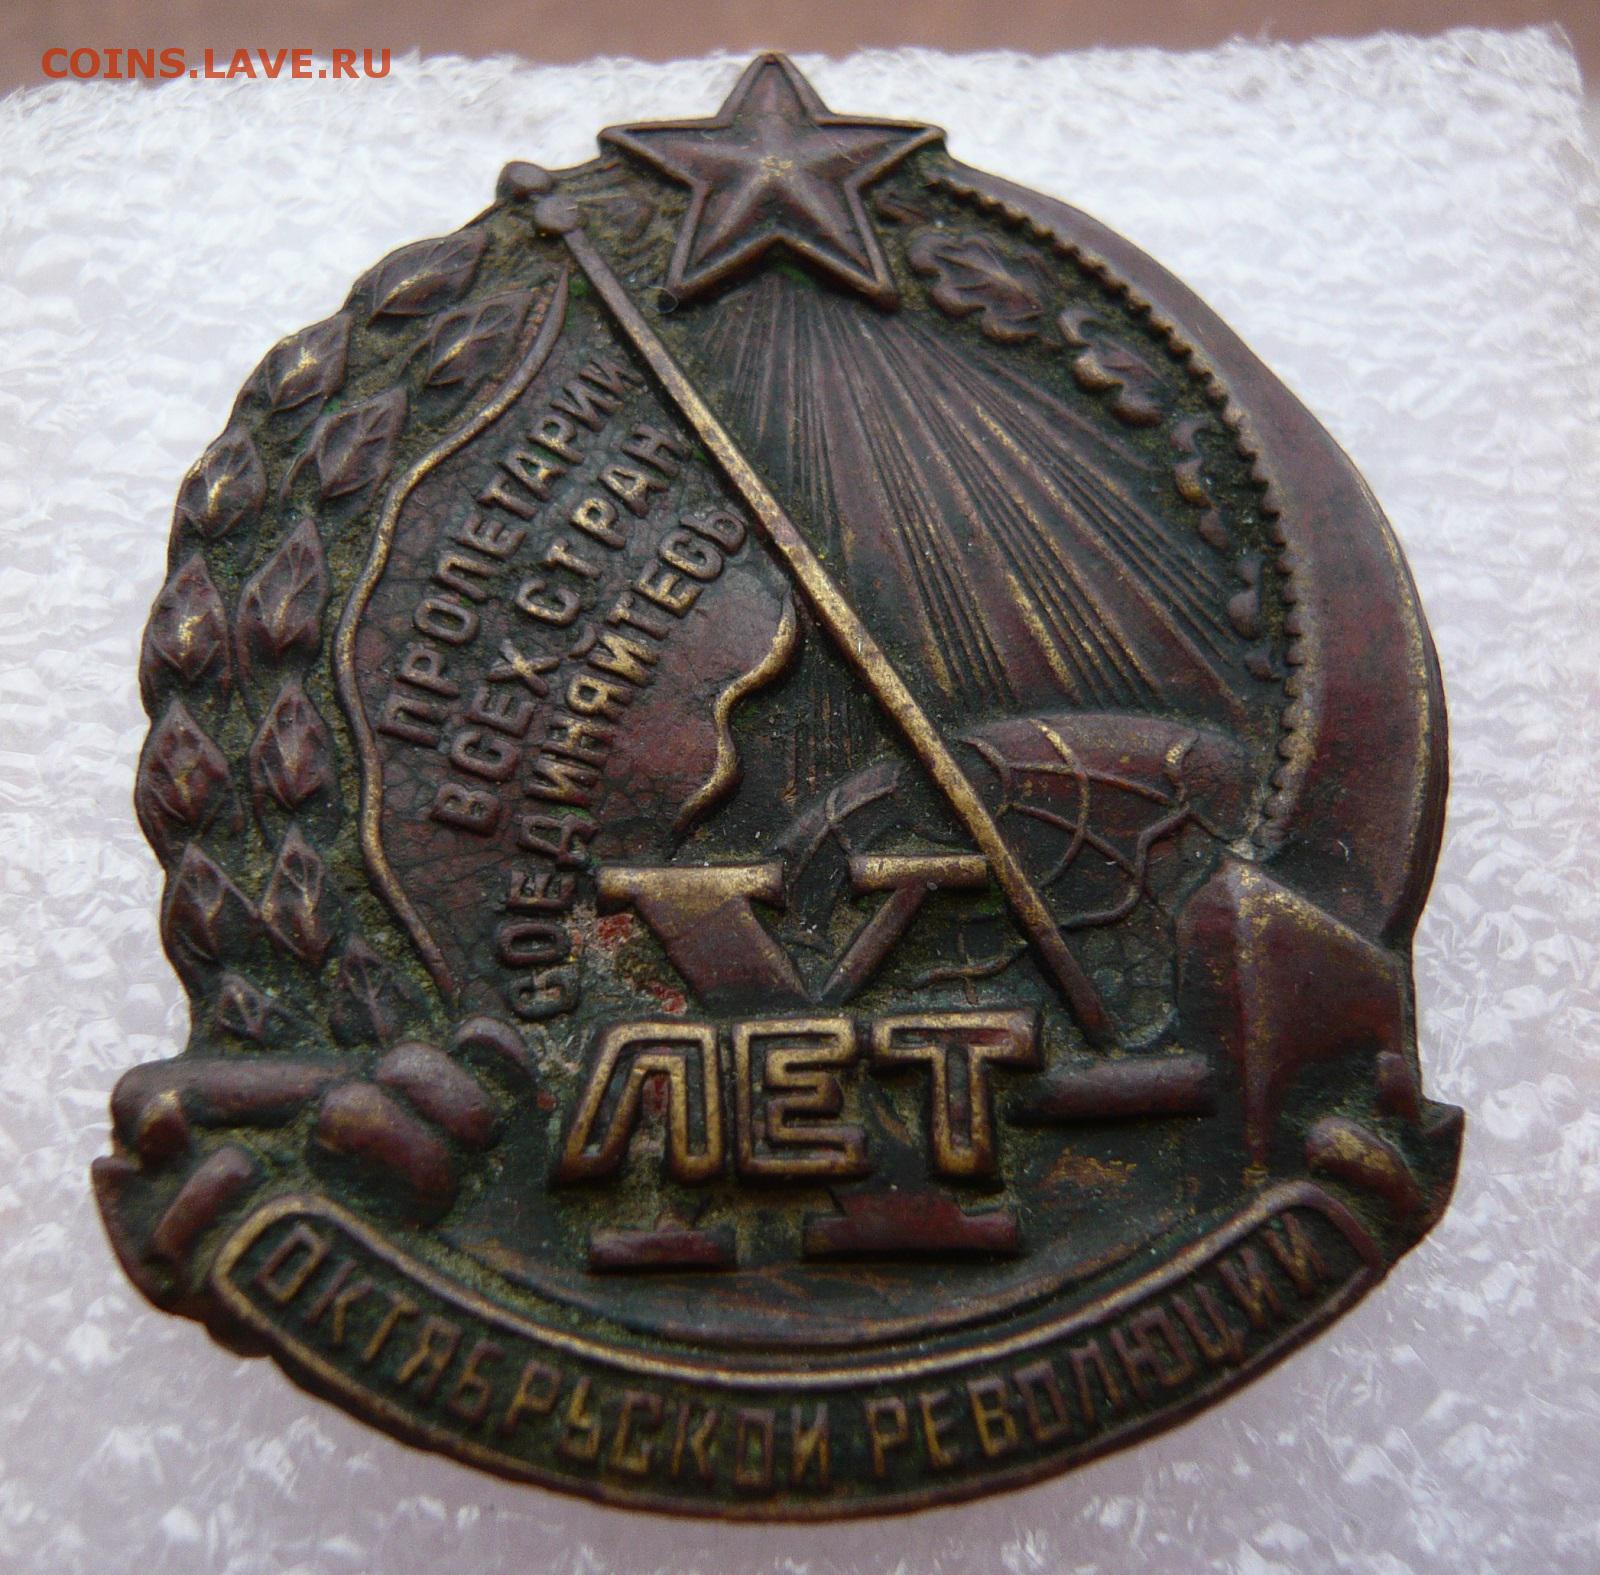 COINS.LAVE.RU
ПРОЛЕТАРИИ
ВСЕХ СТРАН
СОЕДИНЯЙТЕСЬ
X
ЛЕТ
ОКТЯБРЬСКОЙ РЕВОЛЮЦИИ